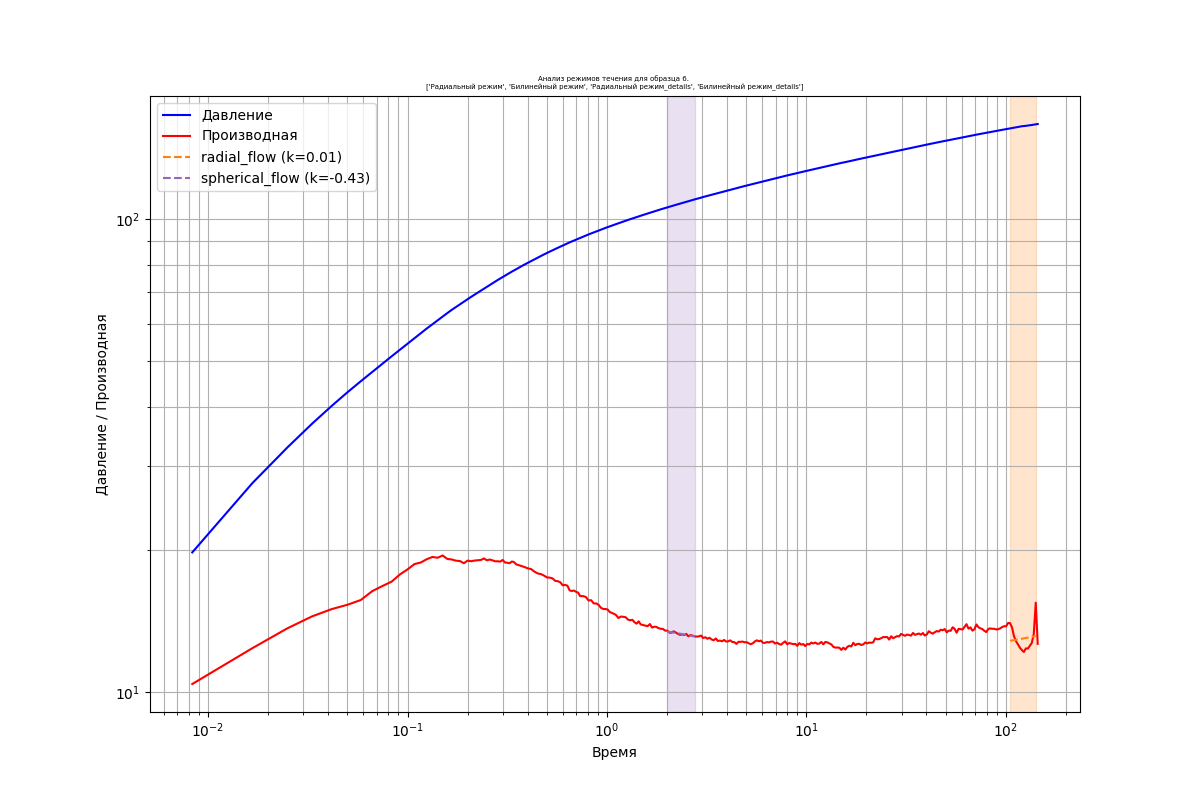 Анализ режимов течения для образца 6.
['Радиальный режим', 'Билинейный режим', 'Радиальный режим_details', 'Билинейный режим_details']
Давление
Производная
radial_flow (k=0.01)
spherical_flow (k=-0.43)
Давление / Производная
10²
10¹
10⁻²
10⁻¹
10⁰
10¹
10²
Время